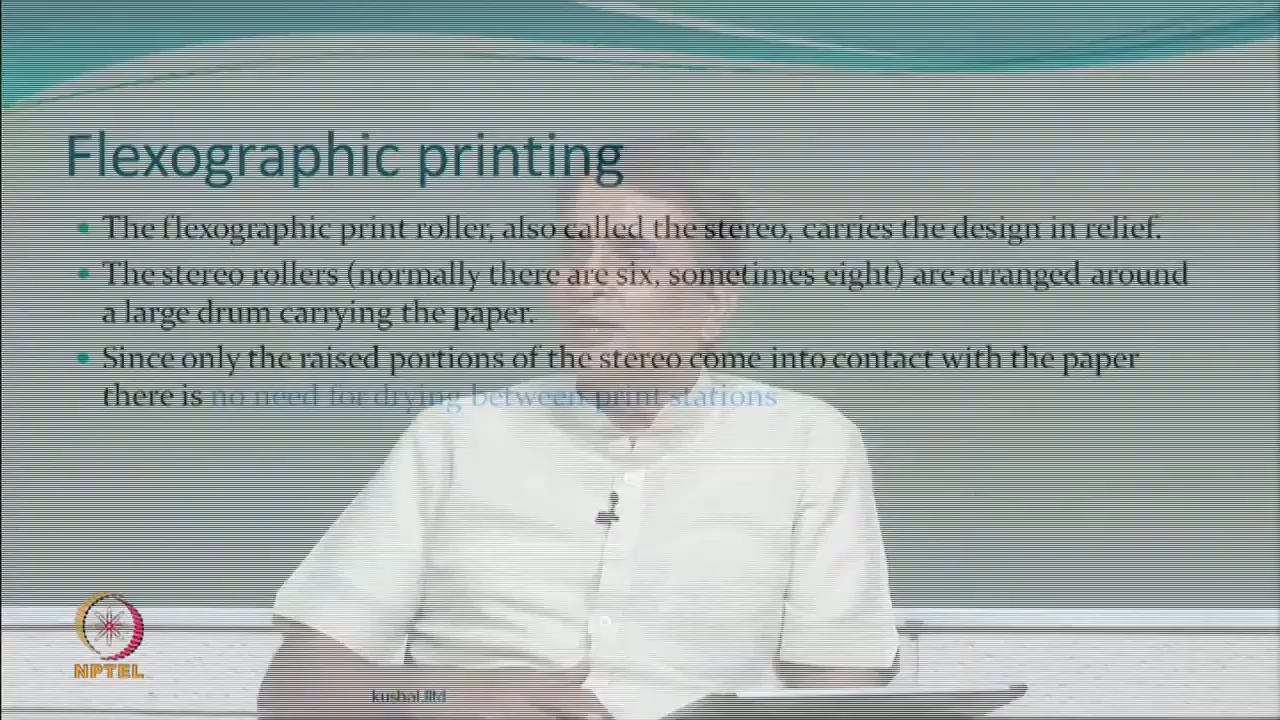 Flexographic printing
The flexographic print roller, also called the stereo, carries the design in relief.
The stereo rollers (normally there are six, sometimes eight) are arranged around
a large drum carrying the paper.
Since only the raised portions of the stereo come into contact with the paper
there is no need for drying between print stations
NPTEL
kushal.iitd